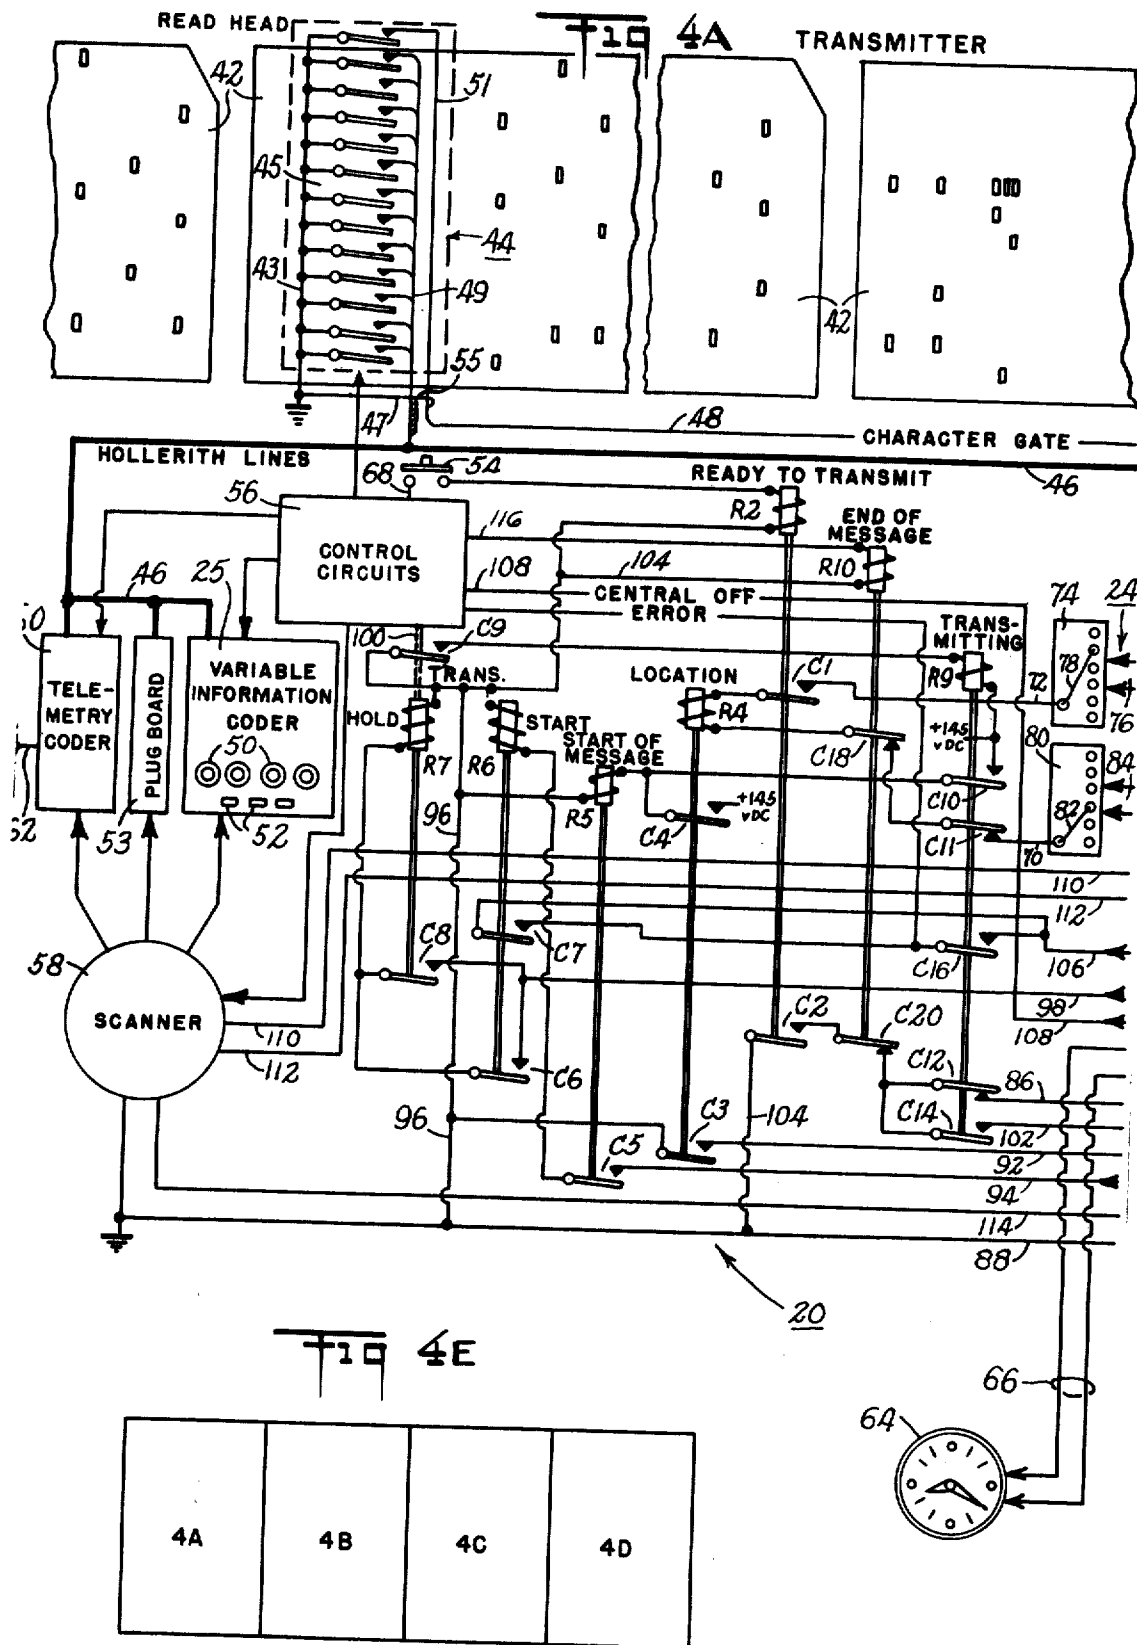 READ HEAD
Fig 4A
TRANSMITTER
42
51
42
45
44
43
49
42
55
47
48
CHARACTER GATE
HOLLERITH LINES
54
68
READY TO TRANSMIT
46
56
R2
END OF
MESSAGE
CONTROL
CIRCUITS
116
108
104
R10
46
25
CENTRAL OFF
ERROR
74
24
100
C9
TRANS-
MITTING
78
TELE-
METRY
CODER
PLUG BOARD
VARIABLE
INFORMATION
CODER
TRANS.
LOCATION
C1
R9
72
76
HOLD
START
START OF
MESSAGE
R4
+145
vDC
50
R7
R6
C18
80
84
R5
+145
vDC
C10
82
53
52
96
C4
C11
70
110
112
58
C8
C7
C16
106
SCANNER
98
110
C2
C20
108
112
C6
C12
86
96
104
C14
C3
102
C5
92
94
114
88
20
Fig 4E
66
64
4A
4B
4C
4D